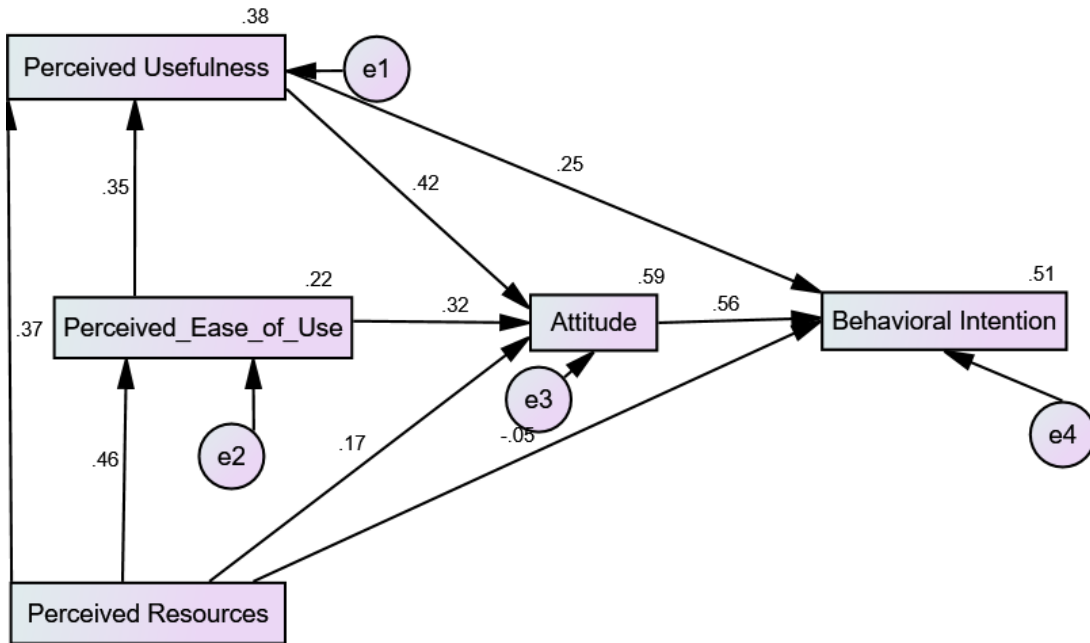 .38
Perceived Usefulness
e1
.25
.42
.35
.22
.59
.51
.37
Perceived_Ease_of_Use
.32
Attitude
.56
Behavioral Intention
e3
e2
.17
-.05
e4
.46
Perceived Resources